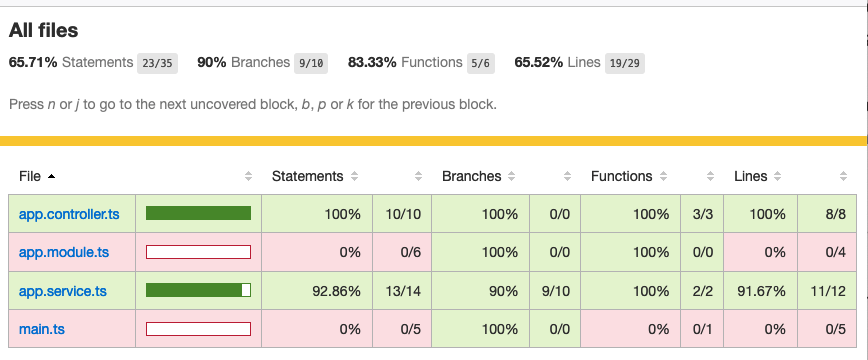 All files
65.71% Statements 23/35 90% Branches 9/10 83.33% Functions 5/6 65.52% Lines 19/29
Press n or j to go to the next uncovered block, b, p or k for the previous block.
File Statements Branches Functions Lines
app.controller.ts 100% 10/10 100% 0/0 100% 3/3 100% 8/8
app.module.ts 0% 0/6 100% 0/0 100% 0/0 0% 0/4
app.service.ts 92.86% 13/14 90% 9/10 100% 2/2 91.67% 11/12
main.ts 0% 0/5 100% 0/0 0% 0/1 0% 0/5